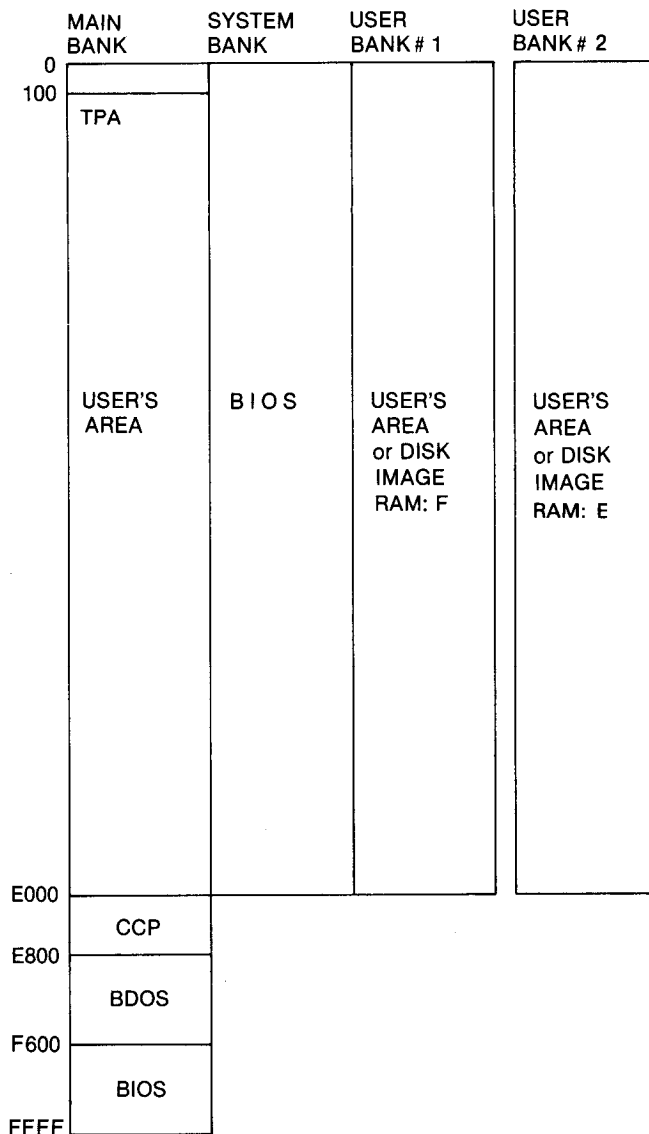 MAIN BANK
SYSTEM BANK
USER BANK # 1
USER BANK # 2
0
100
TPA
USER'S
AREA
B I O S
USER'S
AREA
or DISK
IMAGE
RAM: F
USER'S
AREA
or DISK
IMAGE
RAM: E
E000
CCP
E800
BDOS
F600
BIOS
FFFF